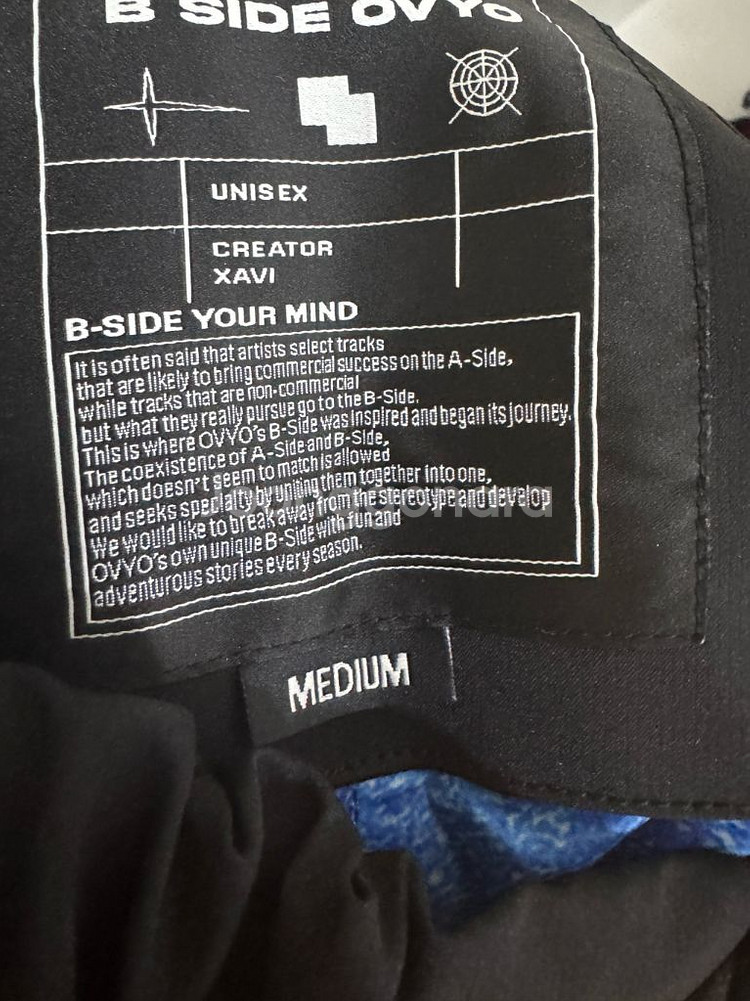 B SIDE OVYO
UNISEX
CREATOR
XAVI
B-SIDE YOUR MIND
It is often said that artists select tracks
that are likely to bring commercial success on the A-Side,
while tracks that are non-commercial
but what they really pursue go to the B-Side.
This is where OVYO's B-Side was inspired and began its journey.
The coexistence of A-Side and B-Side,
which doesn't seem to match is allowed
and seeks specialty by uniting them together into one,
We would like to break away from the stereotype and develop
OVYO's own unique B-Side with fun and
adventurous stories every season.
MEDIUM